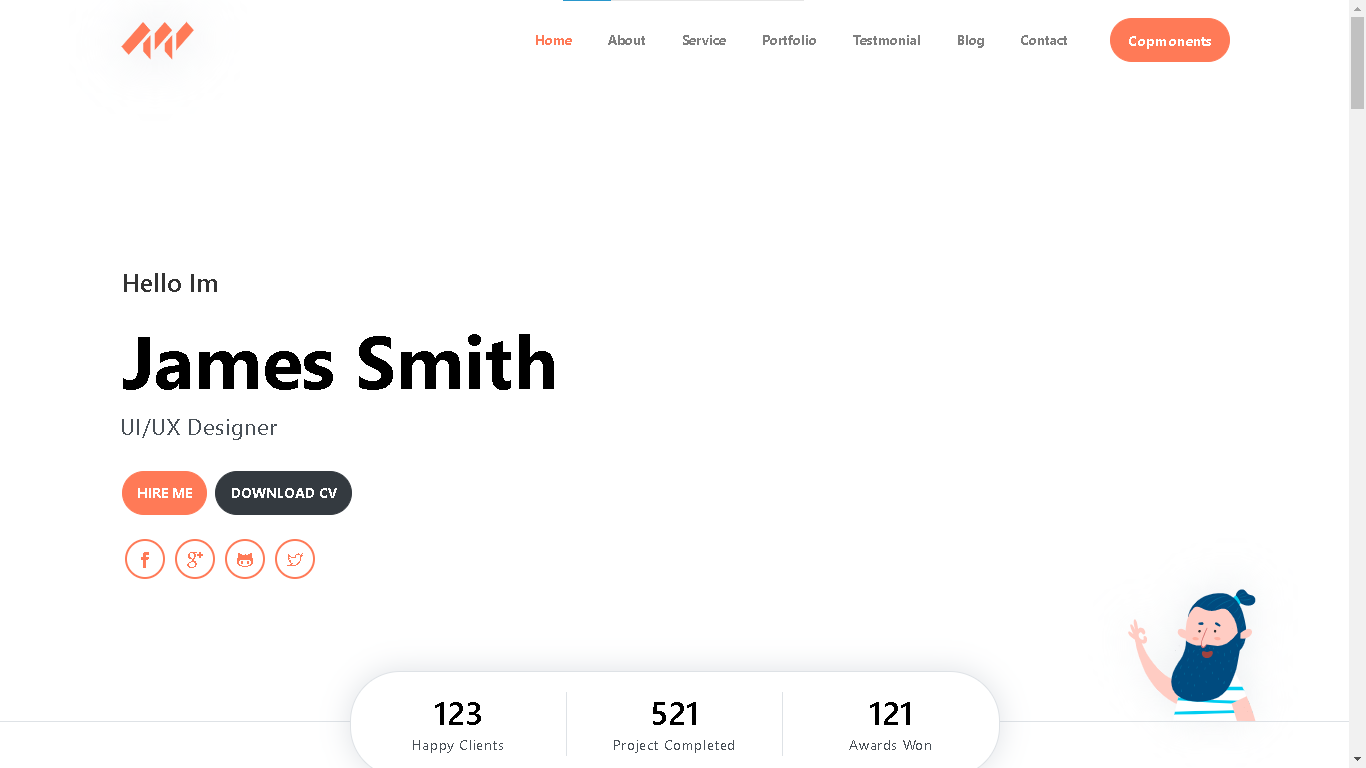 Home About Service Portfolio Testmonial Blog Contact Copmonents
Hello Im
James Smith
UI/UX Designer
HIRE ME DOWNLOAD CV
123 521 121
Happy Clients Project Completed Awards Won